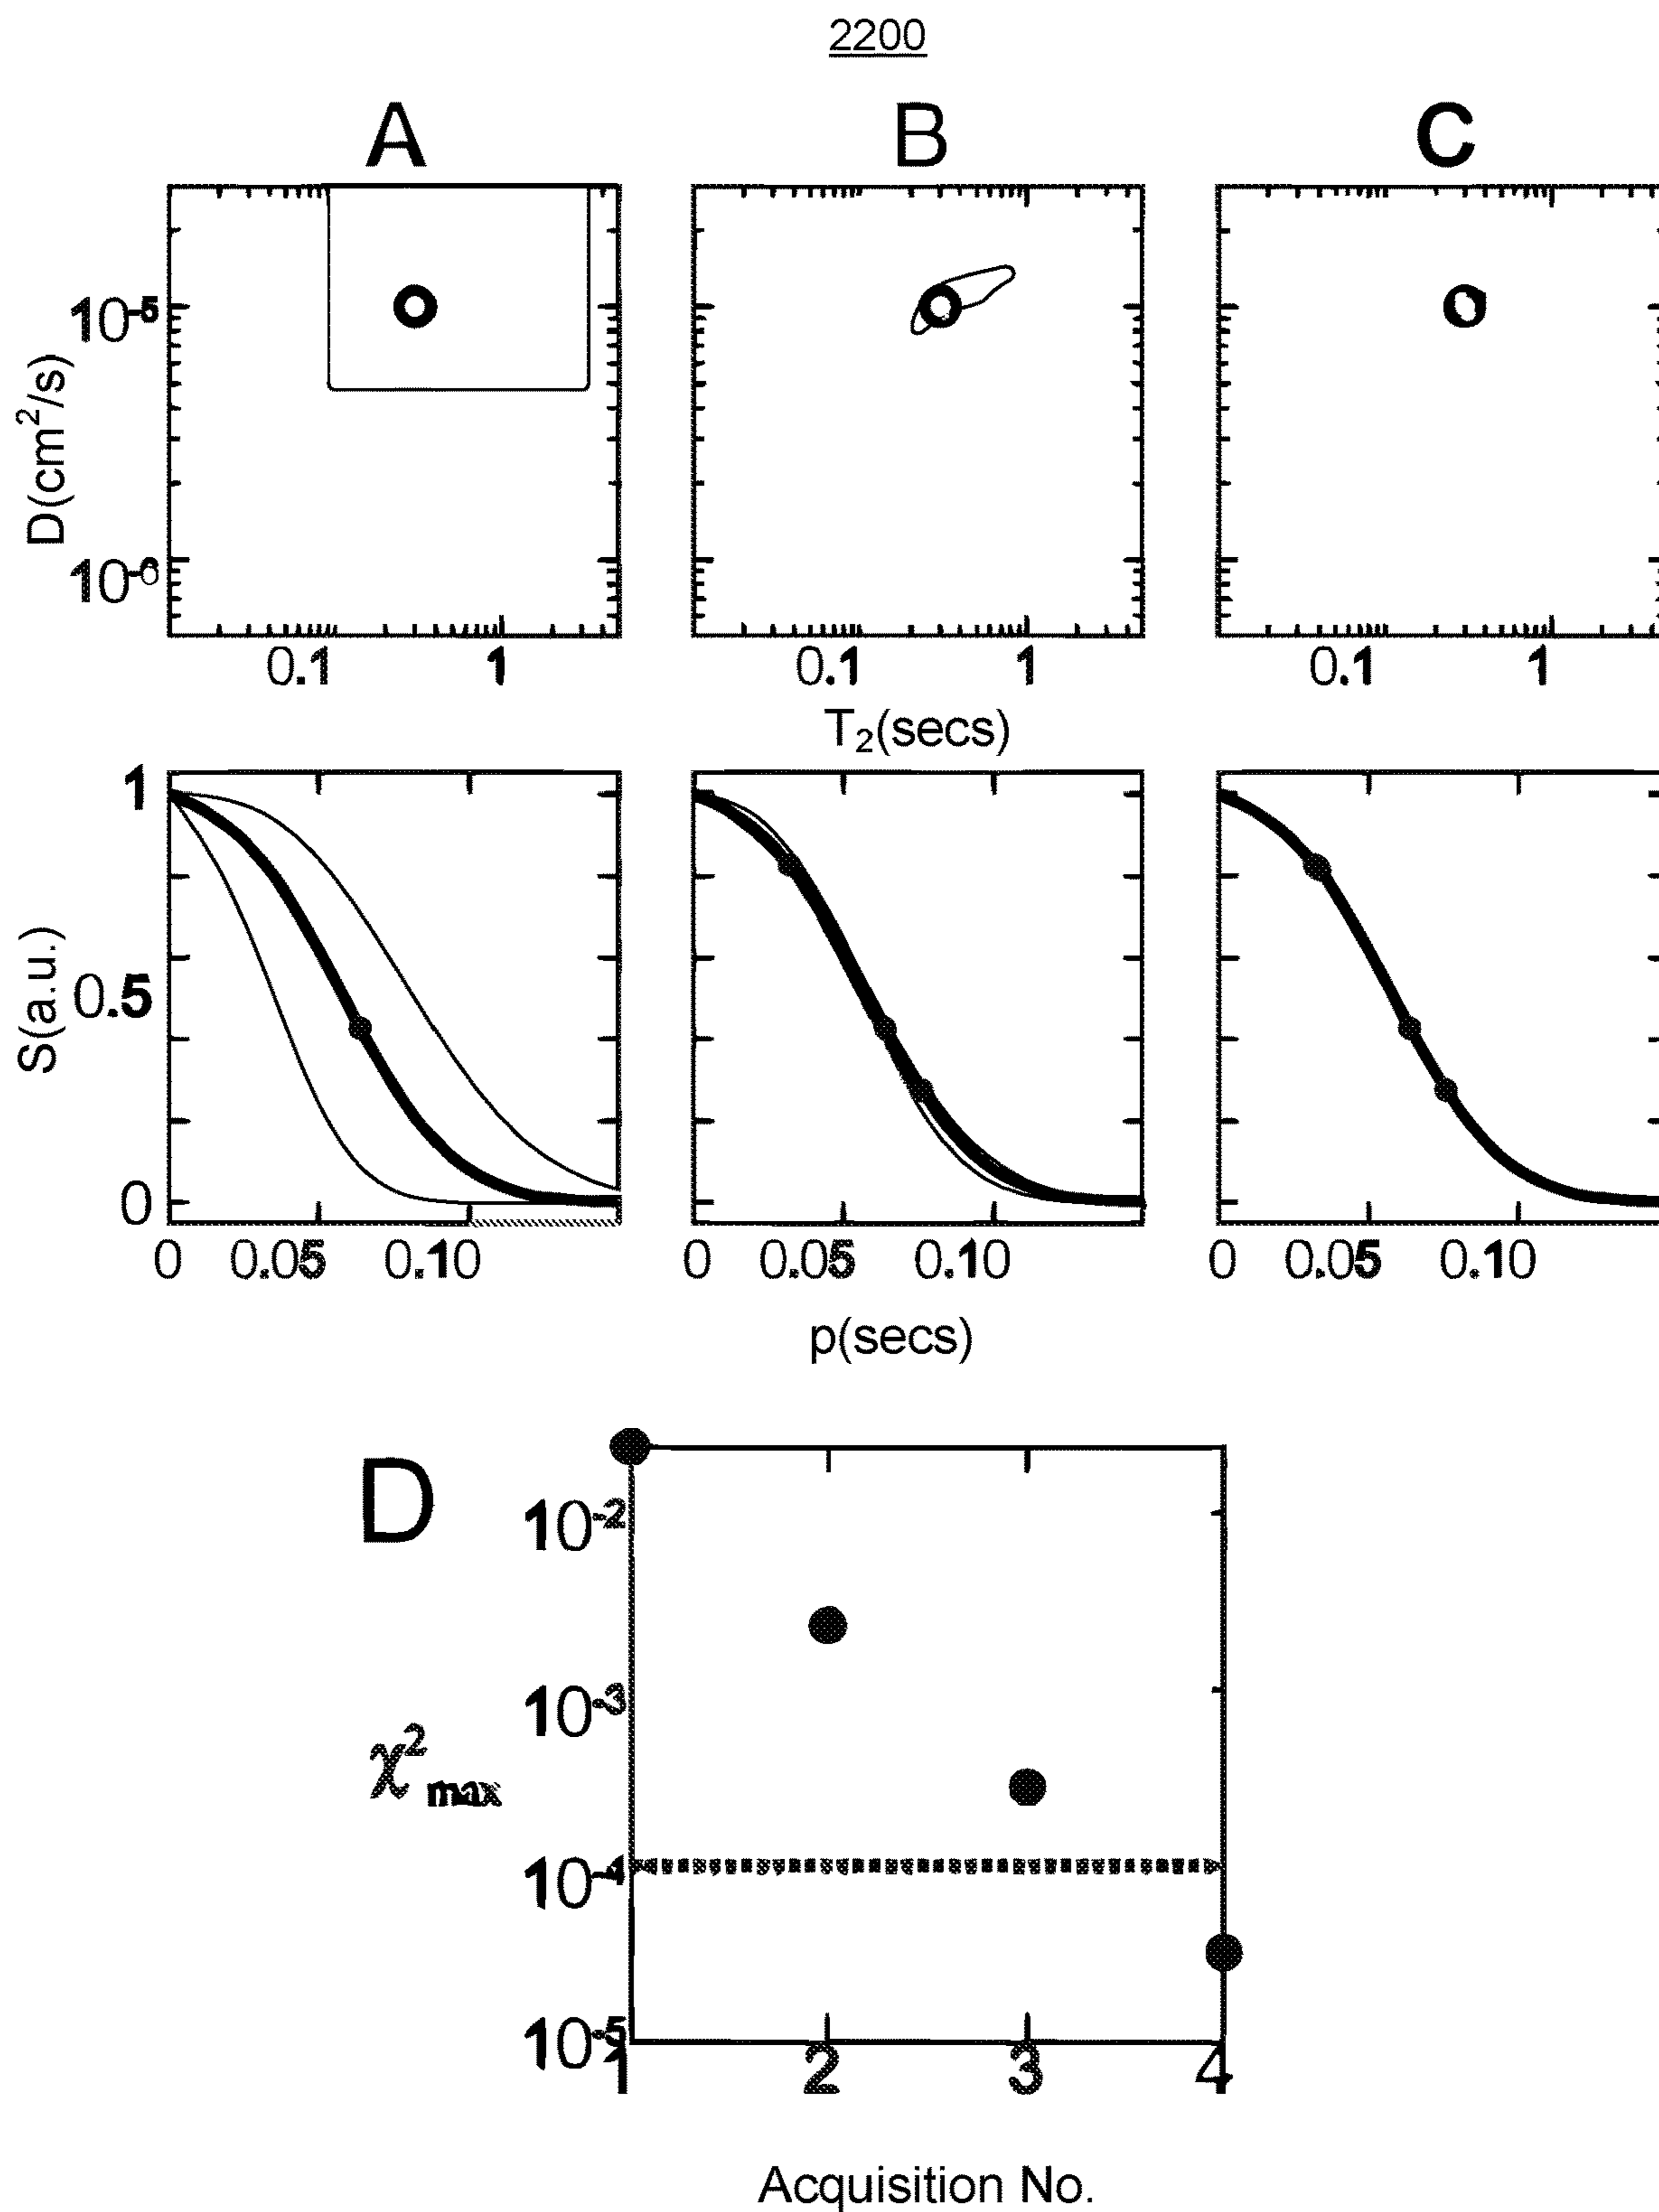 2200
A B C
D(cm²/s)
10⁻⁵
10⁻⁶
0.1 1 0.1 1 0.1 1
T₂(secs)
S(a.u.)
1
0.5
0
0 0.05 0.10 0 0.05 0.10 0 0.05 0.10
p(secs)
D
χ²max
10⁻²
10⁻³
10⁻⁴
10⁻⁵
1 2 3 4
Acquisition No.